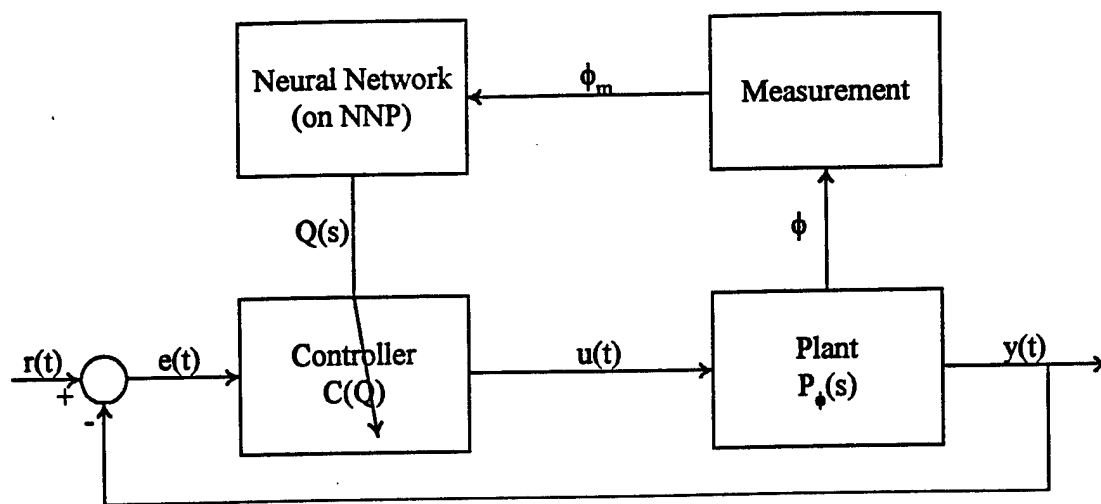 Neural Network
(on NNP)
ϕm
Measurement
Q(s)
ϕ
r(t)
+
-
e(t)
Controller
C(Q)
u(t)
Plant
Pϕ(s)
y(t)